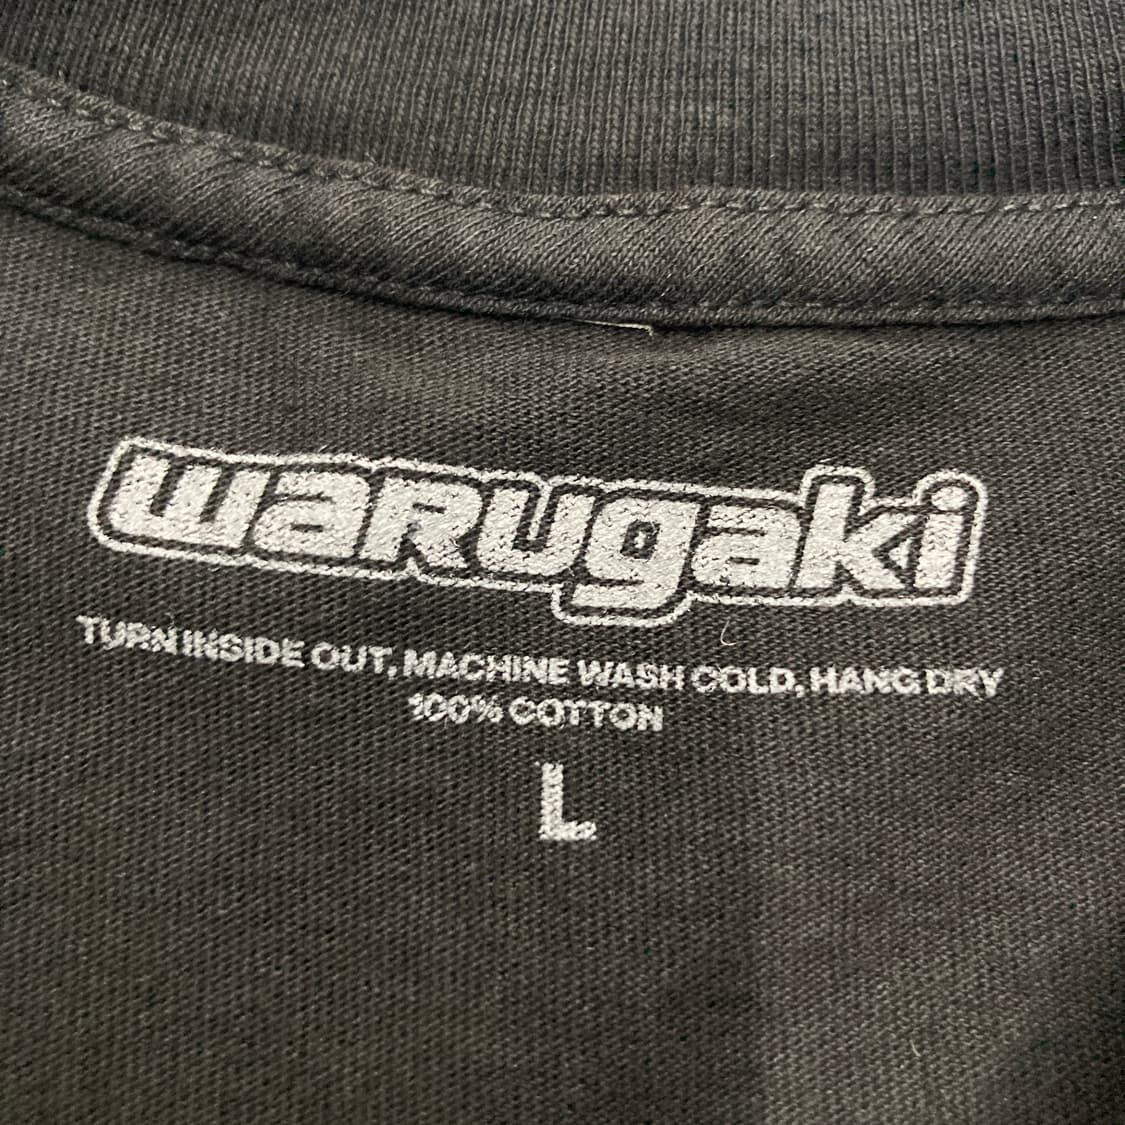 warugaki
TURN INSIDE OUT, MACHINE WASH COLD, HANG DRY
100% COTTON
L